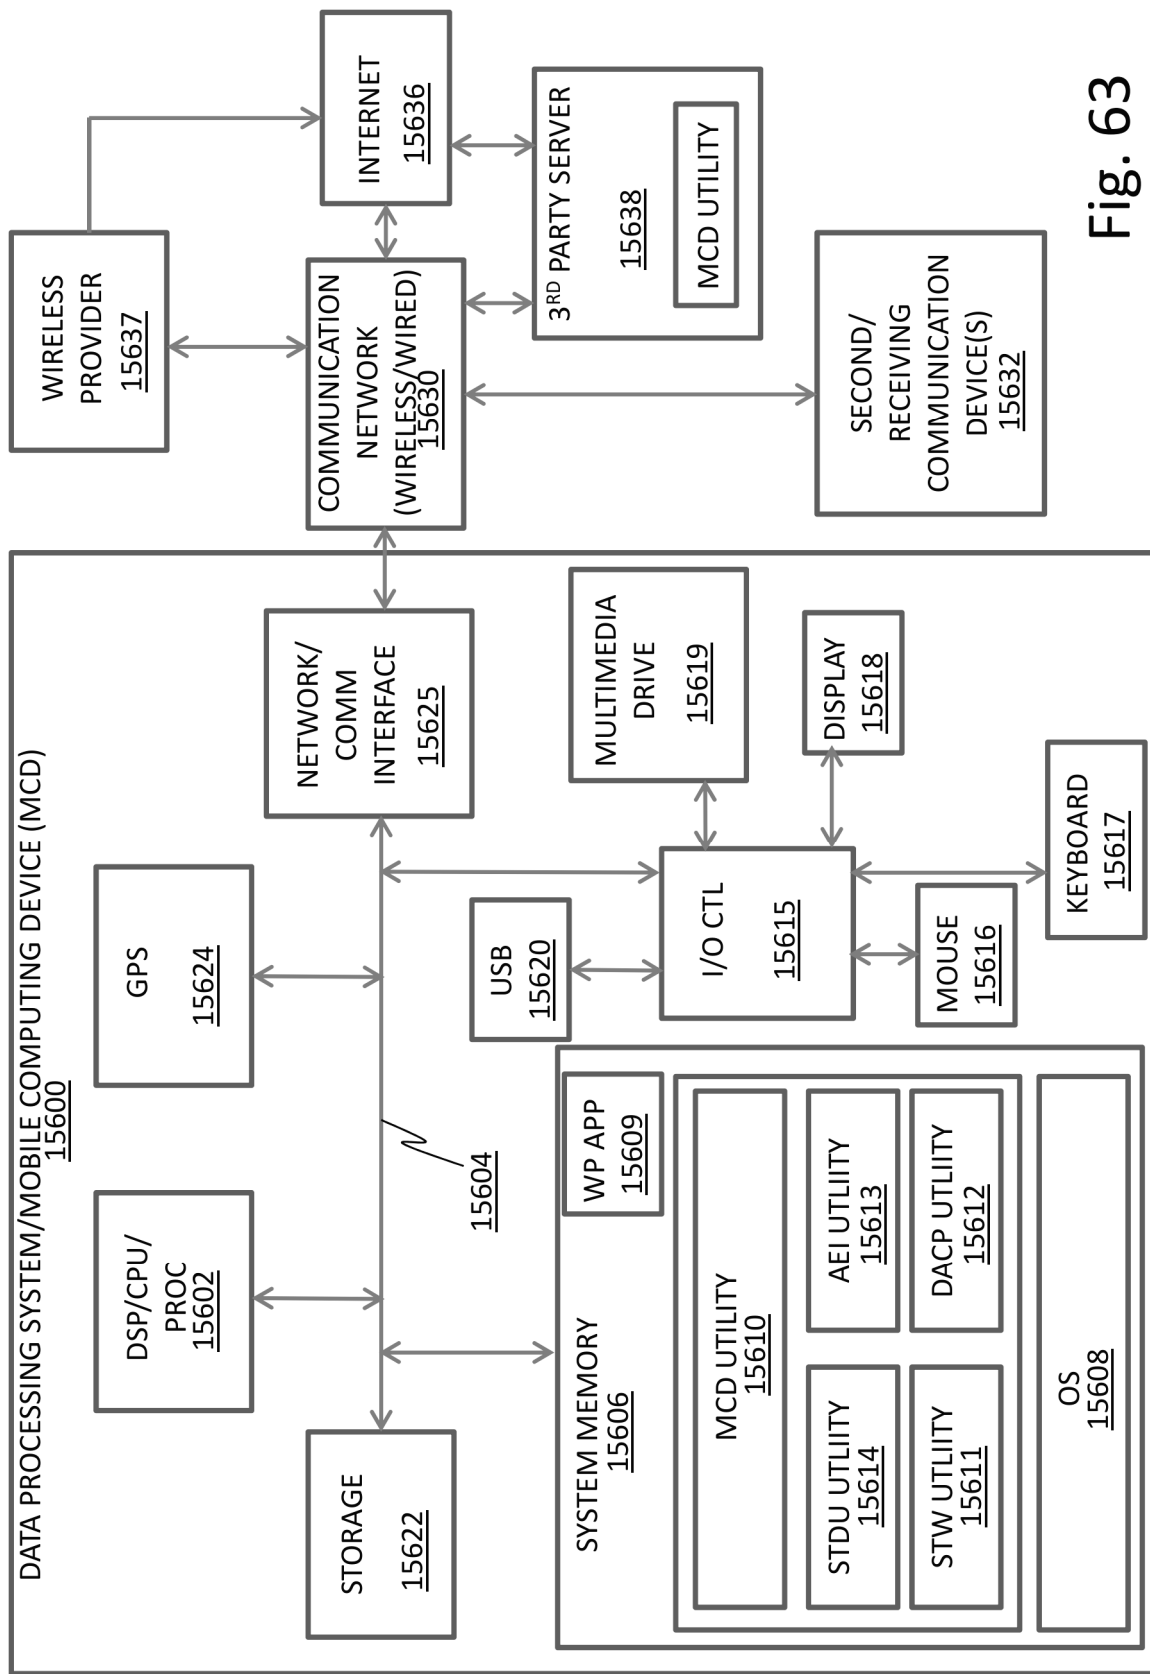 DATA PROCESSING SYSTEM/MOBILE COMPUTING DEVICE (MCD)
15600
STORAGE
15622
DSP/CPU/
PROC
15602
GPS
15624
15604
NETWORK/
COMM
INTERFACE
15625
SYSTEM MEMORY
15606
WP APP
15609
MCD UTILITY
15610
STDU UTLIITY
15614
AEI UTLIITY
15613
STW UTLIITY
15611
DACP UTLIITY
15612
OS
15608
USB
15620
I/O CTL
15615
MOUSE
15616
KEYBOARD
15617
DISPLAY
15618
MULTIMEDIA
DRIVE
15619
WIRELESS
PROVIDER
15637
COMMUNICATION
NETWORK
(WIRELESS/WIRED)
15630
INTERNET
15636
3RD PARTY SERVER
15638
MCD UTILITY
SECOND/
RECEIVING
COMMUNICATION
DEVICE(S)
15632
Fig. 63